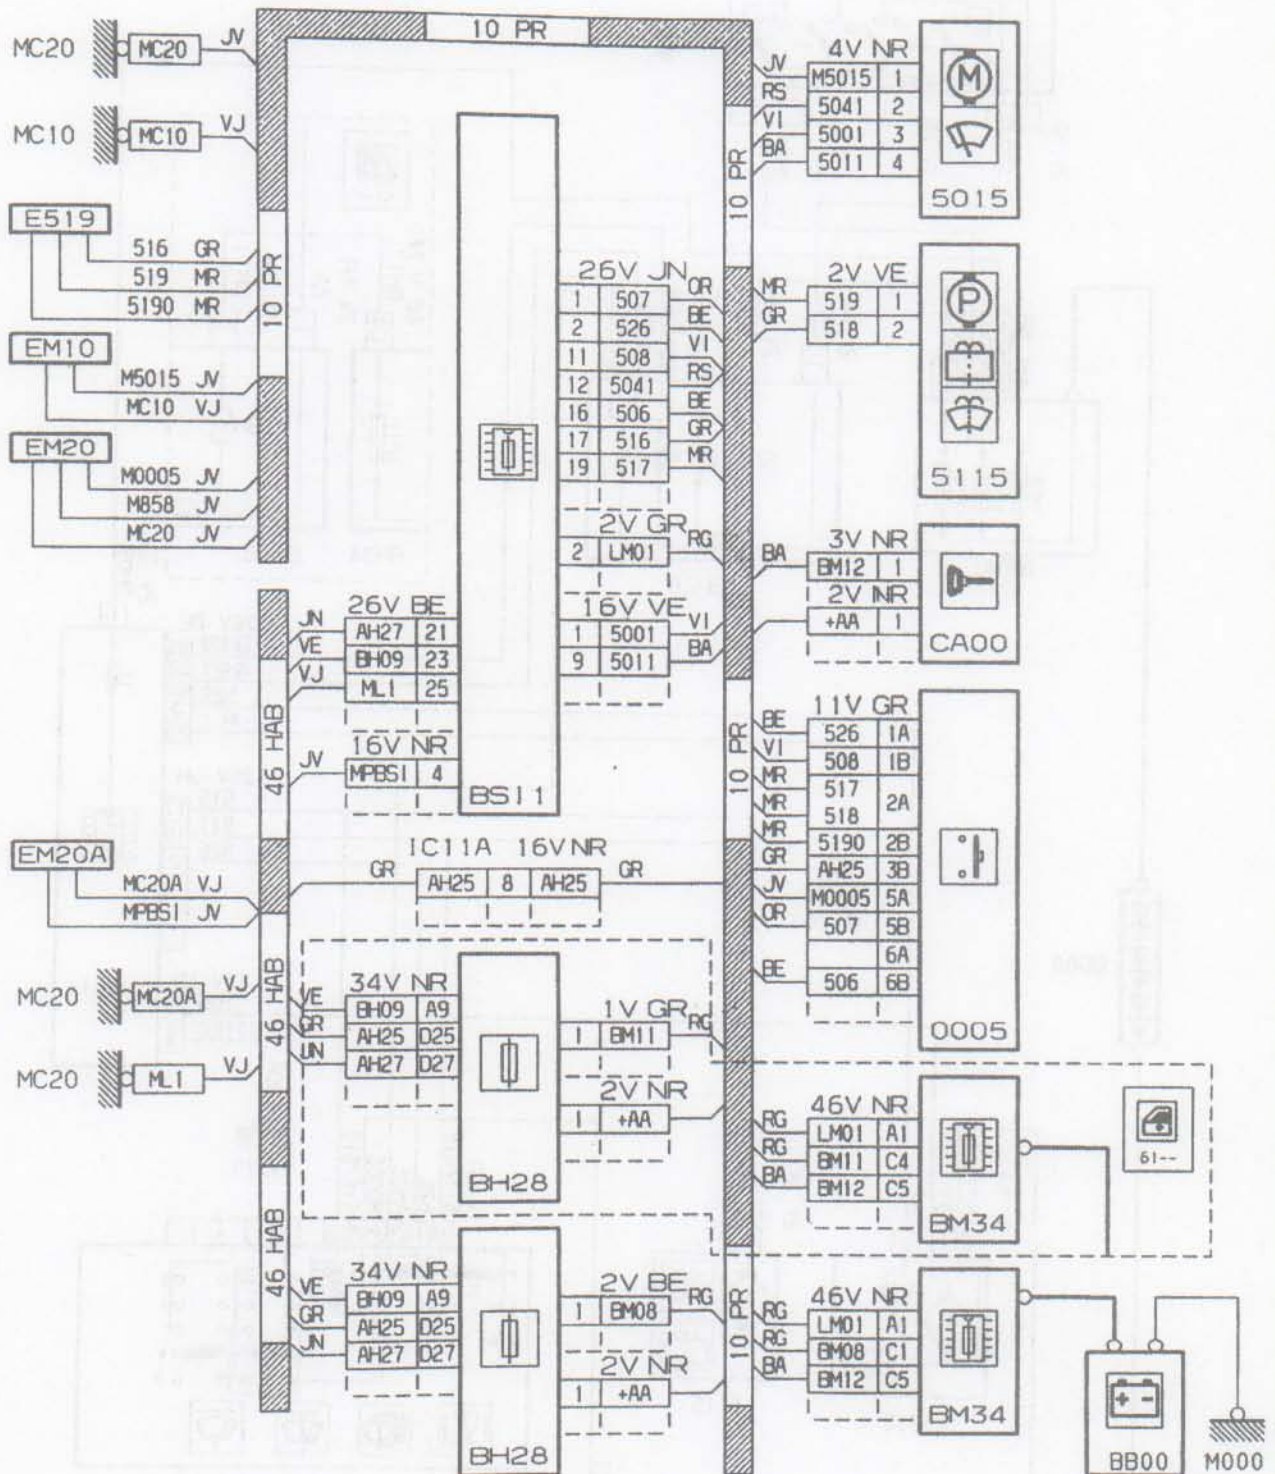 10 PR
MC20
MC20
JV
MC10
MC10
VJ
E519
516 GR
519 MR
5190 MR
10 PR
EM10
M5015 JV
MC10 VJ
EM20
M0005 JV
M858 JV
MC20 JV
26V JN
1 507 OR
2 526 BE
11 508 VI
12 5041 RS
16 506 BE
17 516 GR
19 517 MR
2V GR
2 LM01 RG
16V VE
1 5001 VI
9 5011 BA
26V BE
JN AH27 21
VE BH09 23
VJ ML1 25
16V NR
JV MPBSI 4
BS11
46 HAB
10 PR
4V NR
JV M5015 1
RS 5041 2
VI 5001 3
BA 5011 4
M
5015
2V VE
MR 519 1
GR 518 2
P
5115
3V NR
BA BM12 1
2V NR
+AA 1
CA00
10 PR
11V GR
BE 526 1A
VI 508 1B
MR 517
2A
MR 518
MR 5190 2B
GR AH25 3B
JV M0005 5A
OR 507 5B
6A
BE 506 6B
0005
EM20A
MC20A VJ
MPBSI JV
1C11A 16V NR
GR AH25 8 AH25 GR
MC20
MC20A
VJ
MC20
ML1
VJ
46 HAB
34V NR
VE BH09 A9
GR AH25 D25
JN AH27 D27
1V GR
1 BM11 RG
2V NR
1 +AA
BH28
46V NR
RG LM01 A1
RG BM11 C4
BA BM12 C5
BM34
61--
46 HAB
34V NR
VE BH09 A9
GR AH25 D25
JN AH27 D27
2V BE
1 BM08 RG
2V NR
1 +AA
BH28
10 PR
46V NR
RG LM01 A1
RG BM08 C1
BA BM12 C5
BM34
+ -
BB00
M000